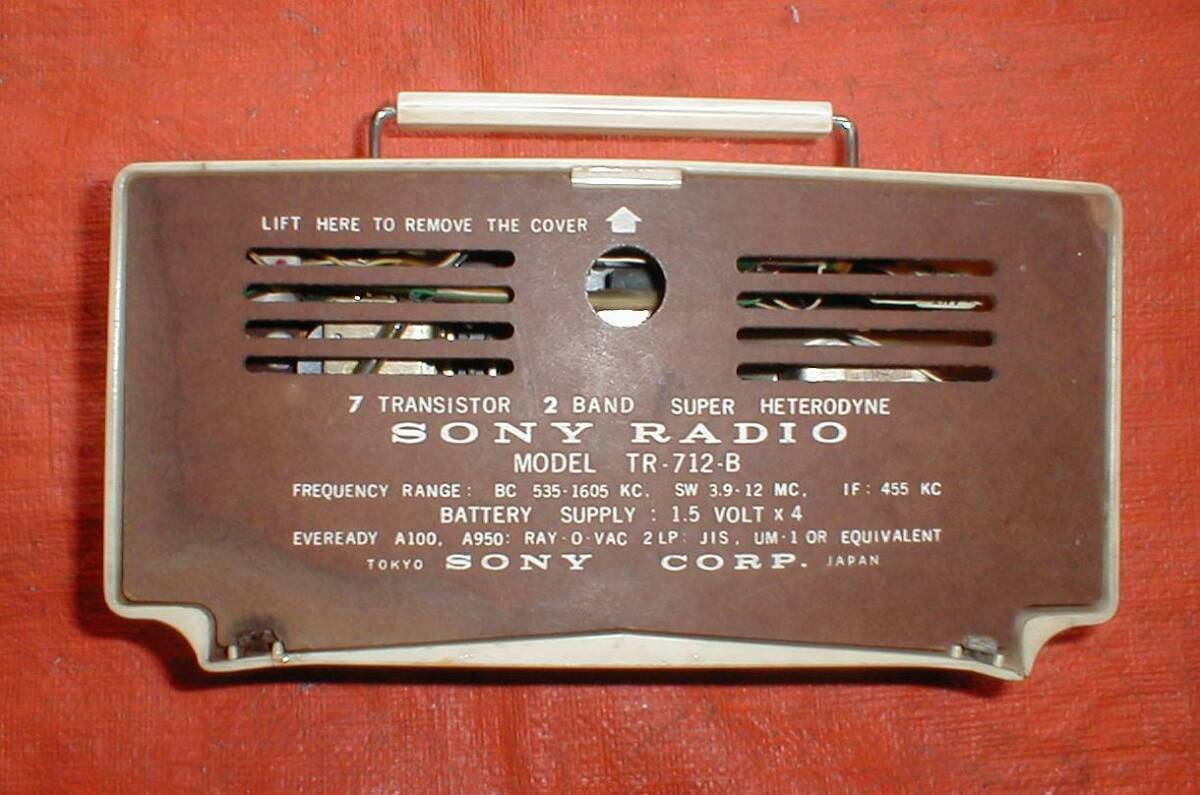 LIFT HERE TO REMOVE THE COVER
7 TRANSISTOR 2 BAND SUPER HETERODYNE
SONY RADIO
MODEL TR-712-B
FREQUENCY RANGE: BC 535-1605 KC. SW 3.9-12 MC. IF: 455 KC
BATTERY SUPPLY : 1.5 VOLT x 4
EVEREADY A100, A950: RAY-O-VAC 2LP: JIS. UM-1 OR EQUIVALENT
TOKYO SONY CORP. JAPAN